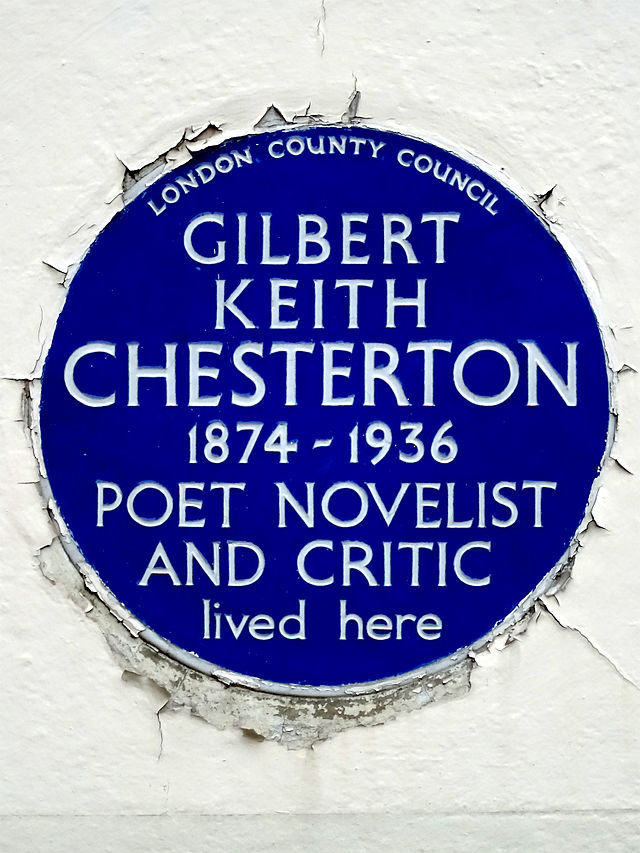 LONDON COUNTY COUNCIL
GILBERT
KEITH
CHESTERTON
1874-1936
POET NOVELIST
AND CRITIC
lived here